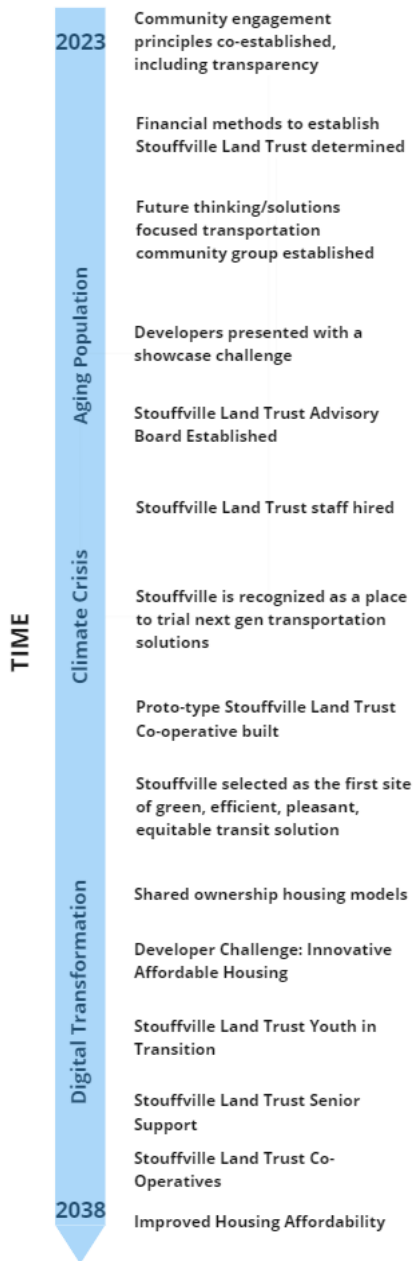 2023
Community engagement
principles co-established,
including transparency
Financial methods to establish
Stouffville Land Trust determined
Future thinking/solutions
focused transportation
community group established
Aging Population
Developers presented with a
showcase challenge
Stouffville Land Trust Advisory
Board Established
Stouffville Land Trust staff hired
Climate Crisis
TIME
Stouffville is recognized as a place
to trial next gen transportation
solutions
Proto-type Stouffville Land Trust
Co-operative built
Stouffville selected as the first site
of green, efficient, pleasant,
equitable transit solution
Digital Transformation
Shared ownership housing models
Developer Challenge: Innovative
Affordable Housing
Stouffville Land Trust Youth in
Transition
Stouffville Land Trust Senior
Support
Stouffville Land Trust Co-
Operatives
2038
Improved Housing Affordability